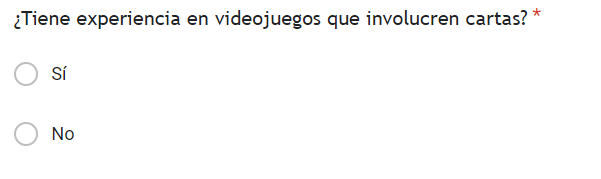 ¿Tiene experiencia en videojuegos que involucren cartas? *
Sí
No